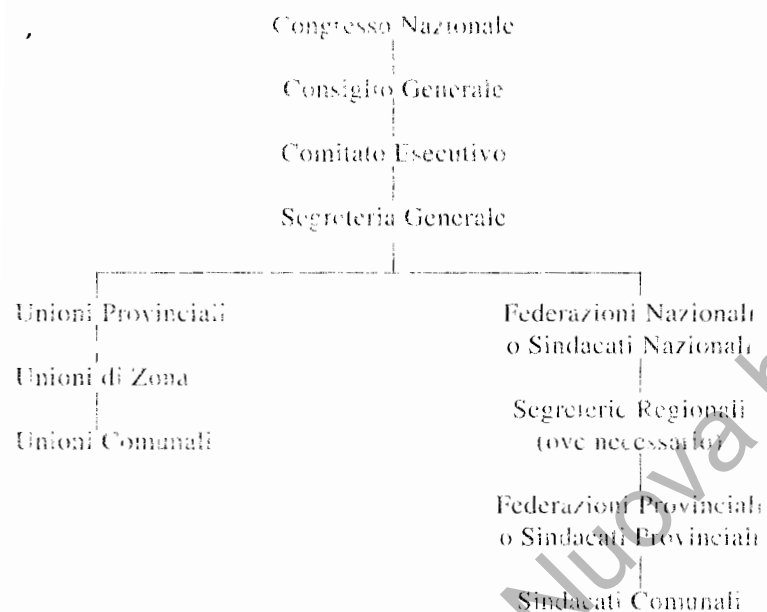 Congresso Nazionale
Consiglio Generale
Comitato Esecutivo
Segreteria Generale
Unioni Provinciali
Unioni di Zona
Unioni Comunali
Federazioni Nazionali
o Sindacati Nazionali
Segreterie Regionali
(ove necessario)
Federazioni Provinciali
o Sindacati Provinciali
Sindacati Comunali
Nuova